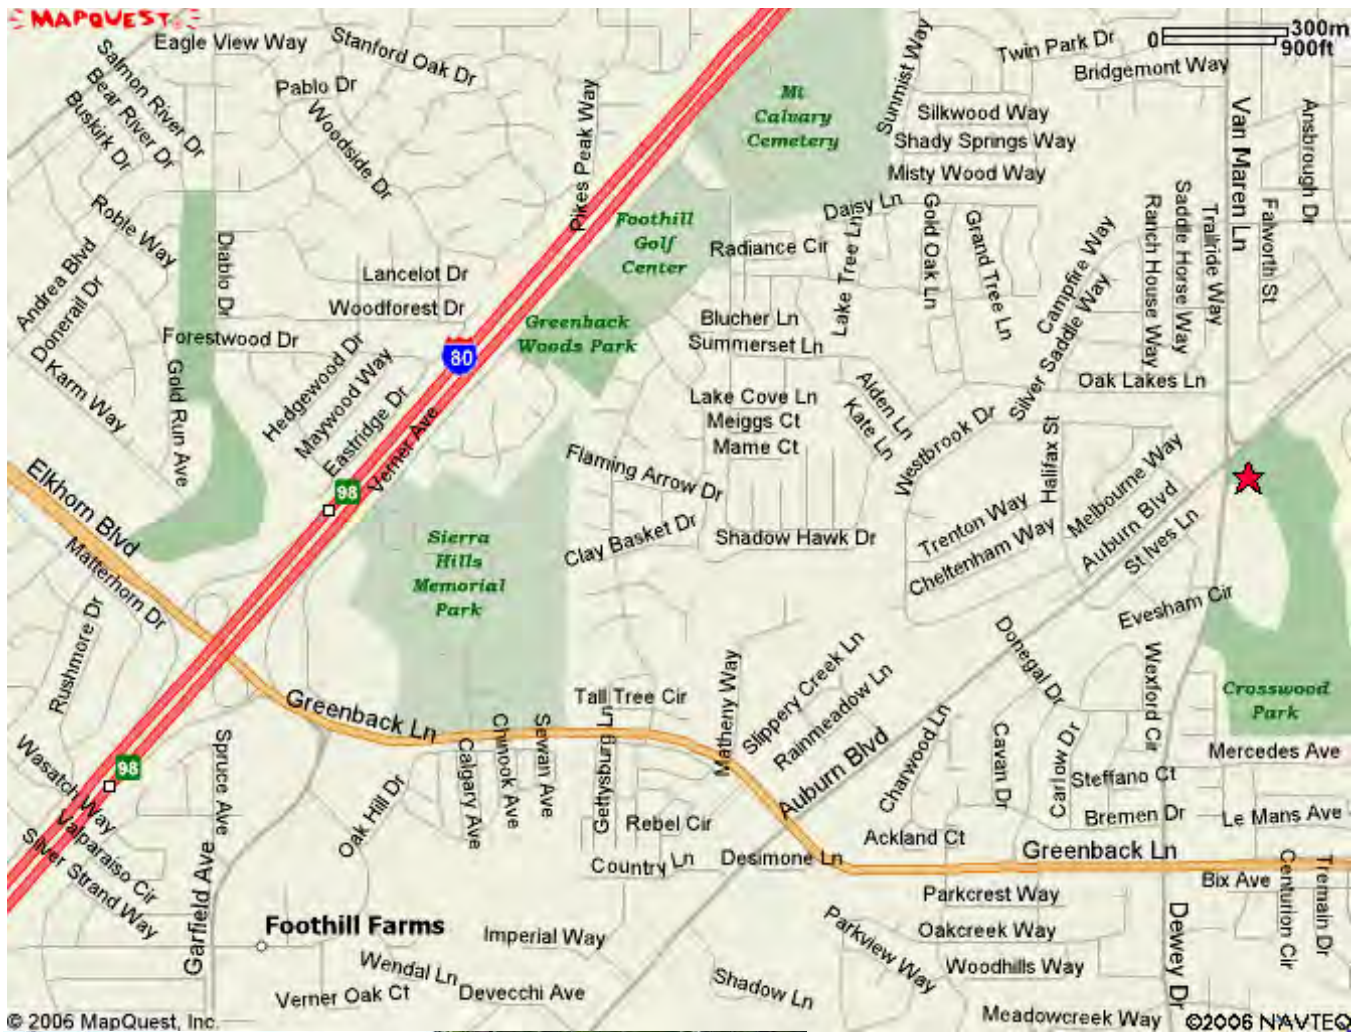 MAPQUEST
300m
0
900ft
Eagle View Way
Stanford Oak Dr
Salmon River Dr
Bear River Dr
Buskirk Dr
Pablo Dr
Woodside Dr
Pikes Peak Way
Mt
Calvary
Cemetery
Sunmist Way
Twin Park Dr
Bridgemont Way
Silkwood Way
Shady Springs Way
Misty Wood Way
Van Maren Ln
Ansbrough Dr
Roble Way
Andrea Blvd
Domerail Dr
Diablo Dr
Lancelot Dr
Woodforest Dr
Forestwood Dr
Foothill
Golf
Center
Daisy Ln
Radiance Cir
Lake Tree Ln
Gold Oak Ln
Grand Tree Ln
Campfire Way
Silver Saddle Way
Ranch House Way
Saddle Horse Way
Trailride Way
Falworth St
Greenback
Woods Park
Blucher Ln
Summerset Ln
80
D Karm Way
Gold Run Ave
Hedgewood Dr
Maywood Way
Eastridge Dr
Verner Ave
Lake Cove Ln
Meiggs Ct
Mame Ct
Alden Ln
Kate Ln
Westbrook Dr
Oak Lakes Ln
Halifax St
Melbourne Way
Auburn Blvd
St Ives Ln
Elkhorn Blvd
98
Flaming Arrow Dr
Clay Basket Dr
Shadow Hawk Dr
Trenton Way
Cheltenham Way
Sierra
Hills
Memorial
Park
Matterhorn Dr
Rushmore Dr
Evesham Cir
Donegal Dr
Wexford Cir
Crosswood
Park
Greenback Ln
Tall Tree Cir
Matheny Way
Slippery Creek Ln
Rainmeadow Ln
Auburn Blvd
Charwood Ln
Cavan Dr
Carlow Dr
Mercedes Ave
Steffano Ct
Bremen Dr
Le Mans Ave
98
Wasatch Way
Valparaiso Cir
Silver Strand Way
Spruce Ave
Garfield Ave
Oak Hill Dr
Calgary Ave
Chinook Ave
Sewan Ave
Gettysburg Ln
Rebel Cir
Country Ln
Desimone Ln
Ackland Ct
Greenback Ln
Bix Ave
Centurion Cir
Tremain Dr
Parkcrest Way
Oakcreek Way
Woodhills Way
Meadowcreek Way
Dewey Dr
Parkview Way
Foothill Farms
Imperial Way
Wendal Ln
Verner Oak Ct
Devecchi Ave
Shadow Ln
© 2006 MapQuest, Inc.
©2006 NAVTEQ